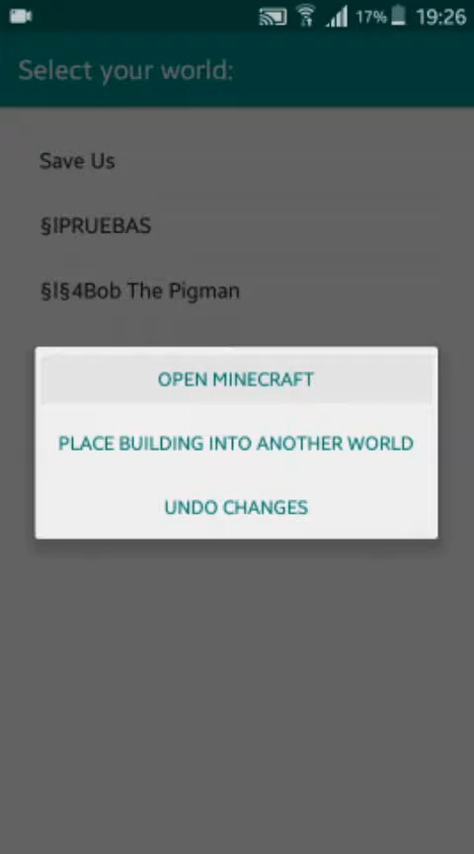 17% 19:26
Select your world:
Save Us
§lPRUEBAS
§l§4Bob The Pigman
OPEN MINECRAFT
PLACE BUILDING INTO ANOTHER WORLD
UNDO CHANGES